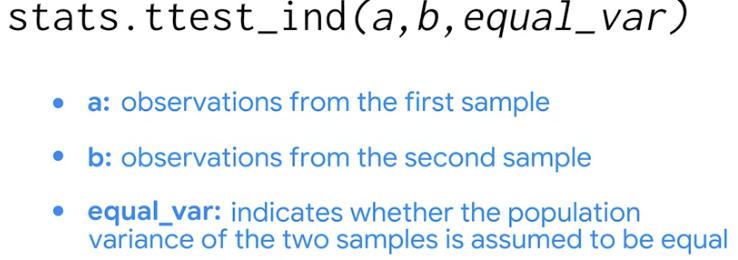 stats.ttest_ind(a,b,equal_var)
• a: observations from the first sample
• b: observations from the second sample
• equal_var: indicates whether the population
variance of the two samples is assumed to be equal